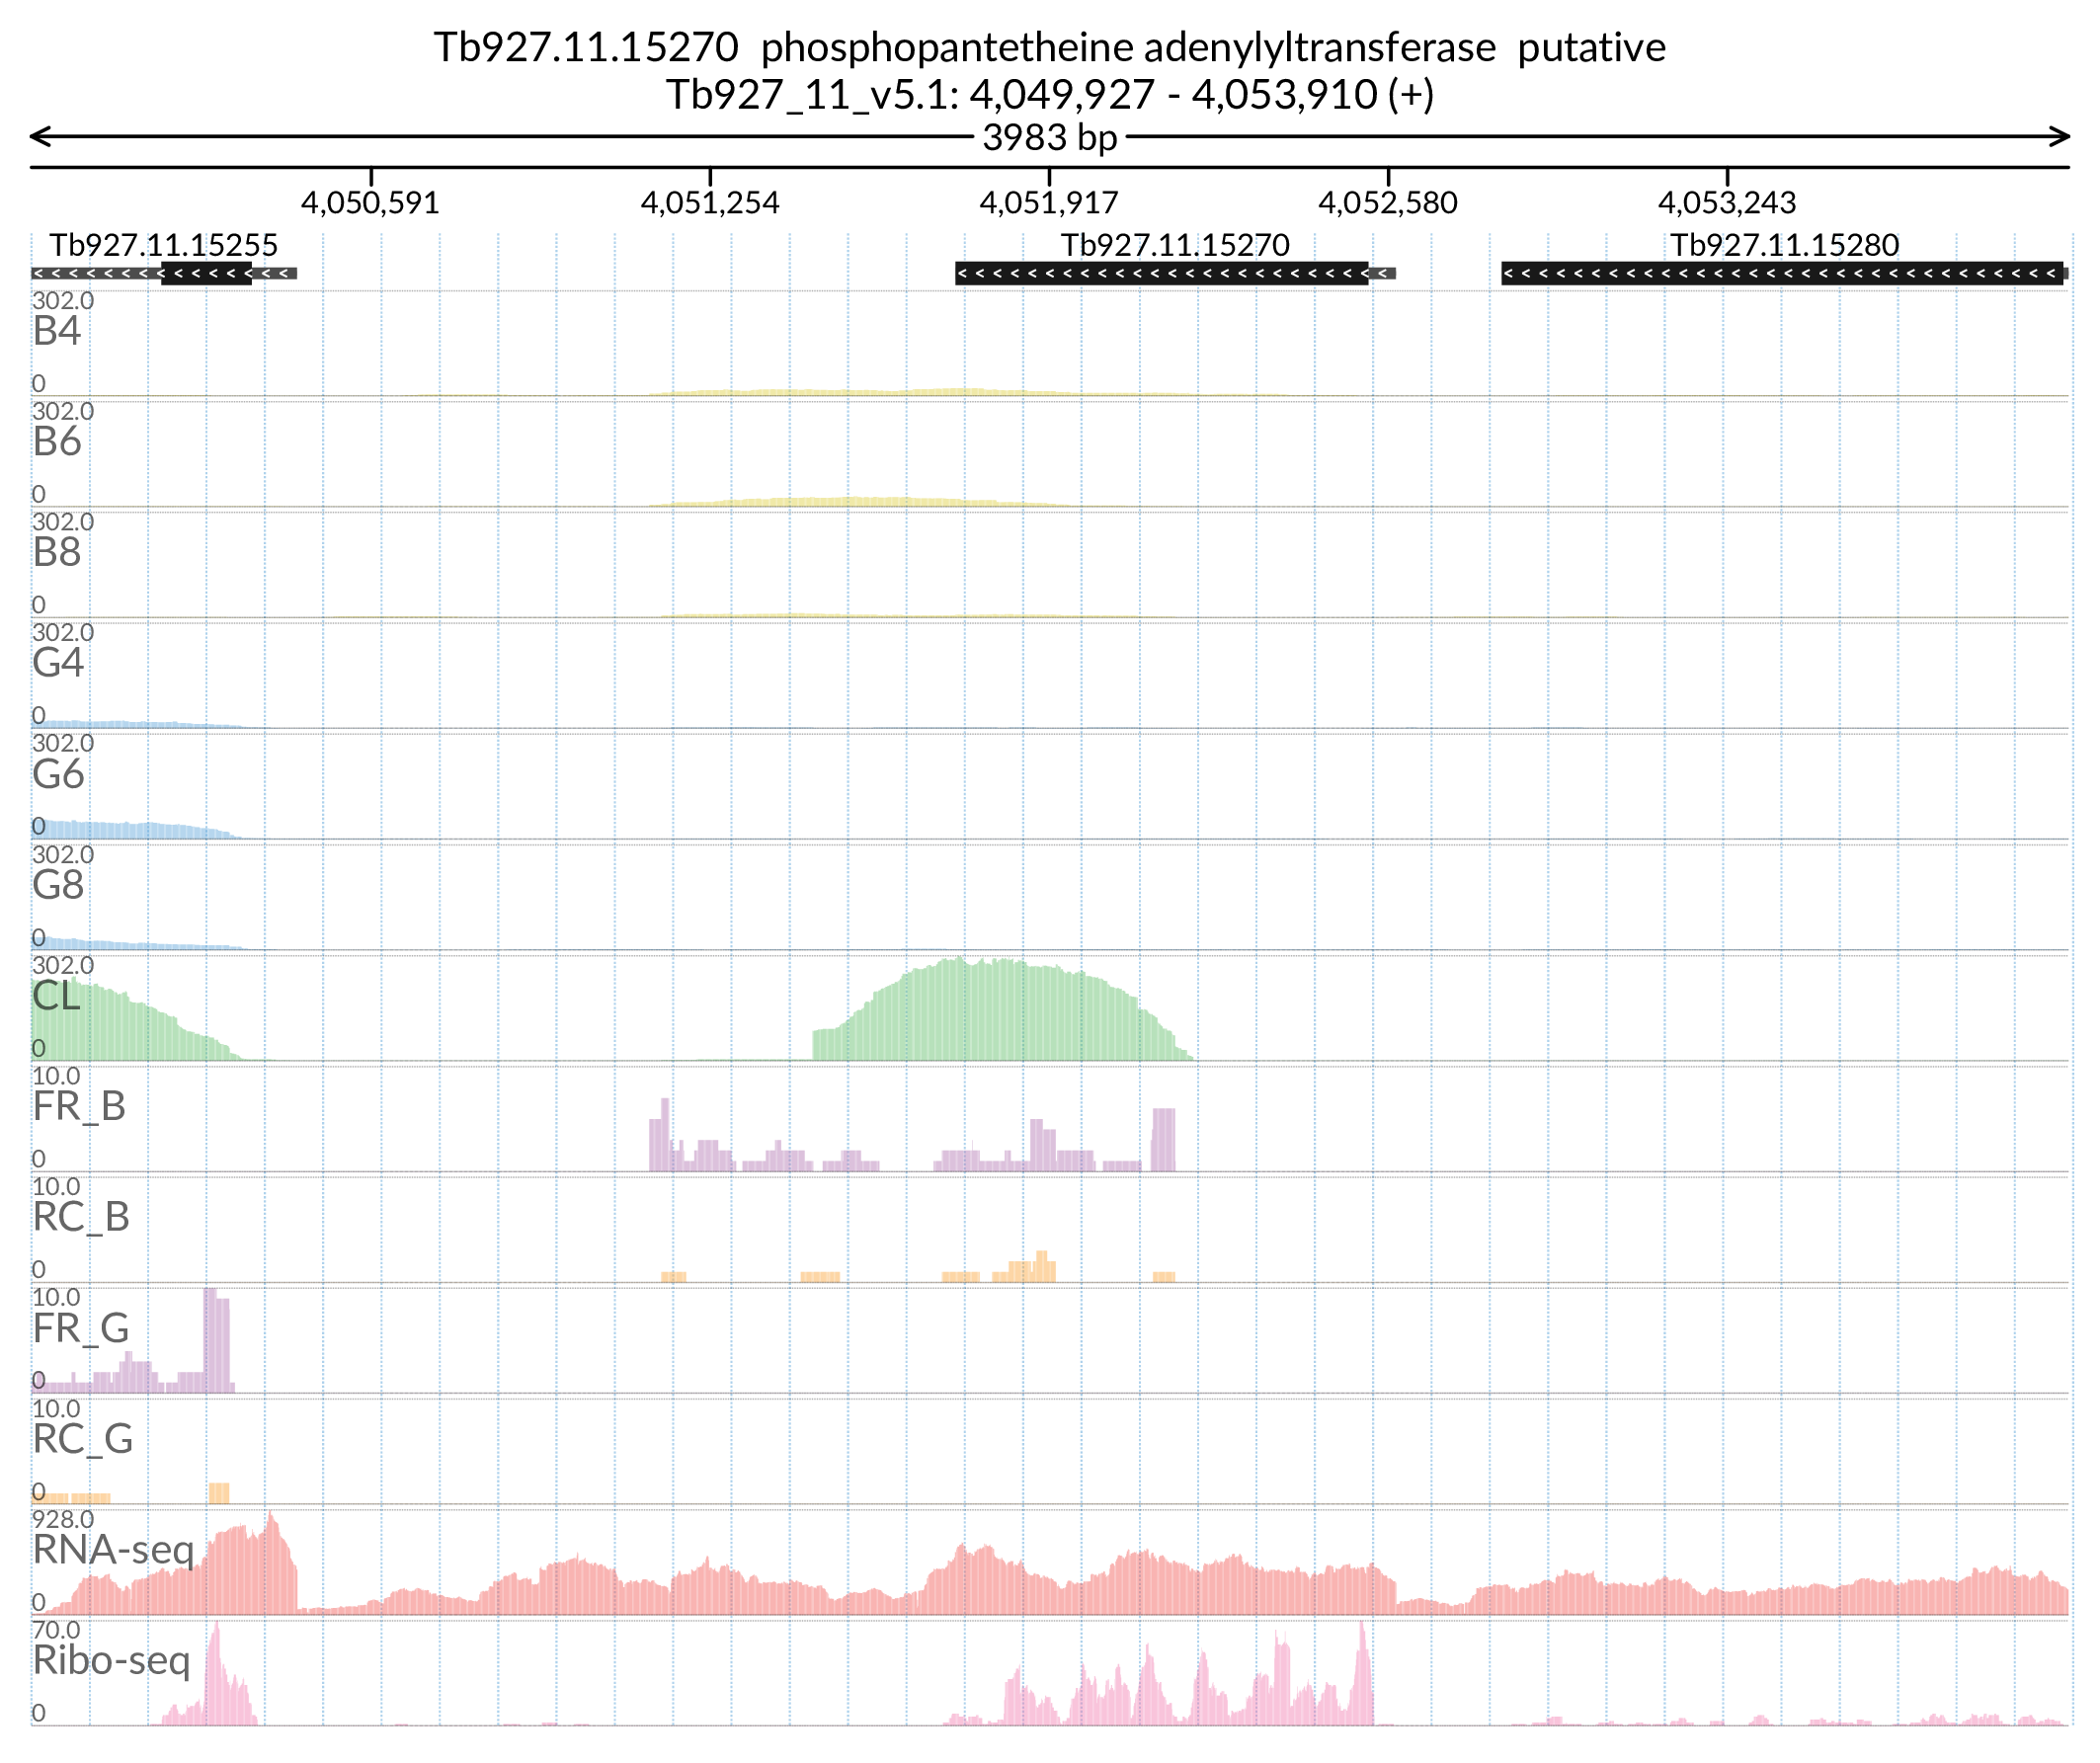 Tb927.11.15270 phosphopantetheine adenylyltransferase putative
Tb927_11_v5.1: 4,049,927 - 4,053,910 (+)
3983 bp
4,050,591 4,051,254 4,051,917 4,052,580 4,053,243
Tb927.11.15255 Tb927.11.15270 Tb927.11.15280
302.0
B4
0
302.0
B6
0
302.0
B8
0
302.0
G4
0
302.0
G6
0
302.0
G8
0
302.0
CL
0
10.0
FR_B
0
10.0
RC_B
0
10.0
FR_G
0
10.0
RC_G
0
928.0
RNA-seq
0
70.0
Ribo-seq
0